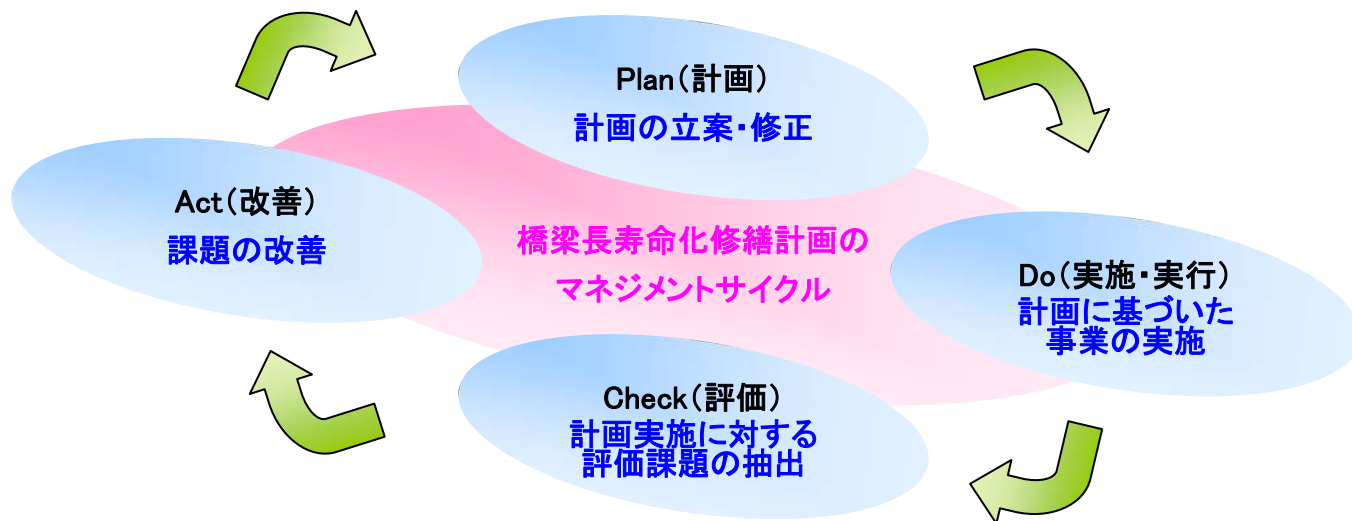 Plan(計画)
計画の立案・修正
Act(改善)
課題の改善
橋梁長寿命化修繕計画の
マネジメントサイクル
Do(実施・実行)
計画に基づいた
事業の実施
Check(評価)
計画実施に対する
評価課題の抽出